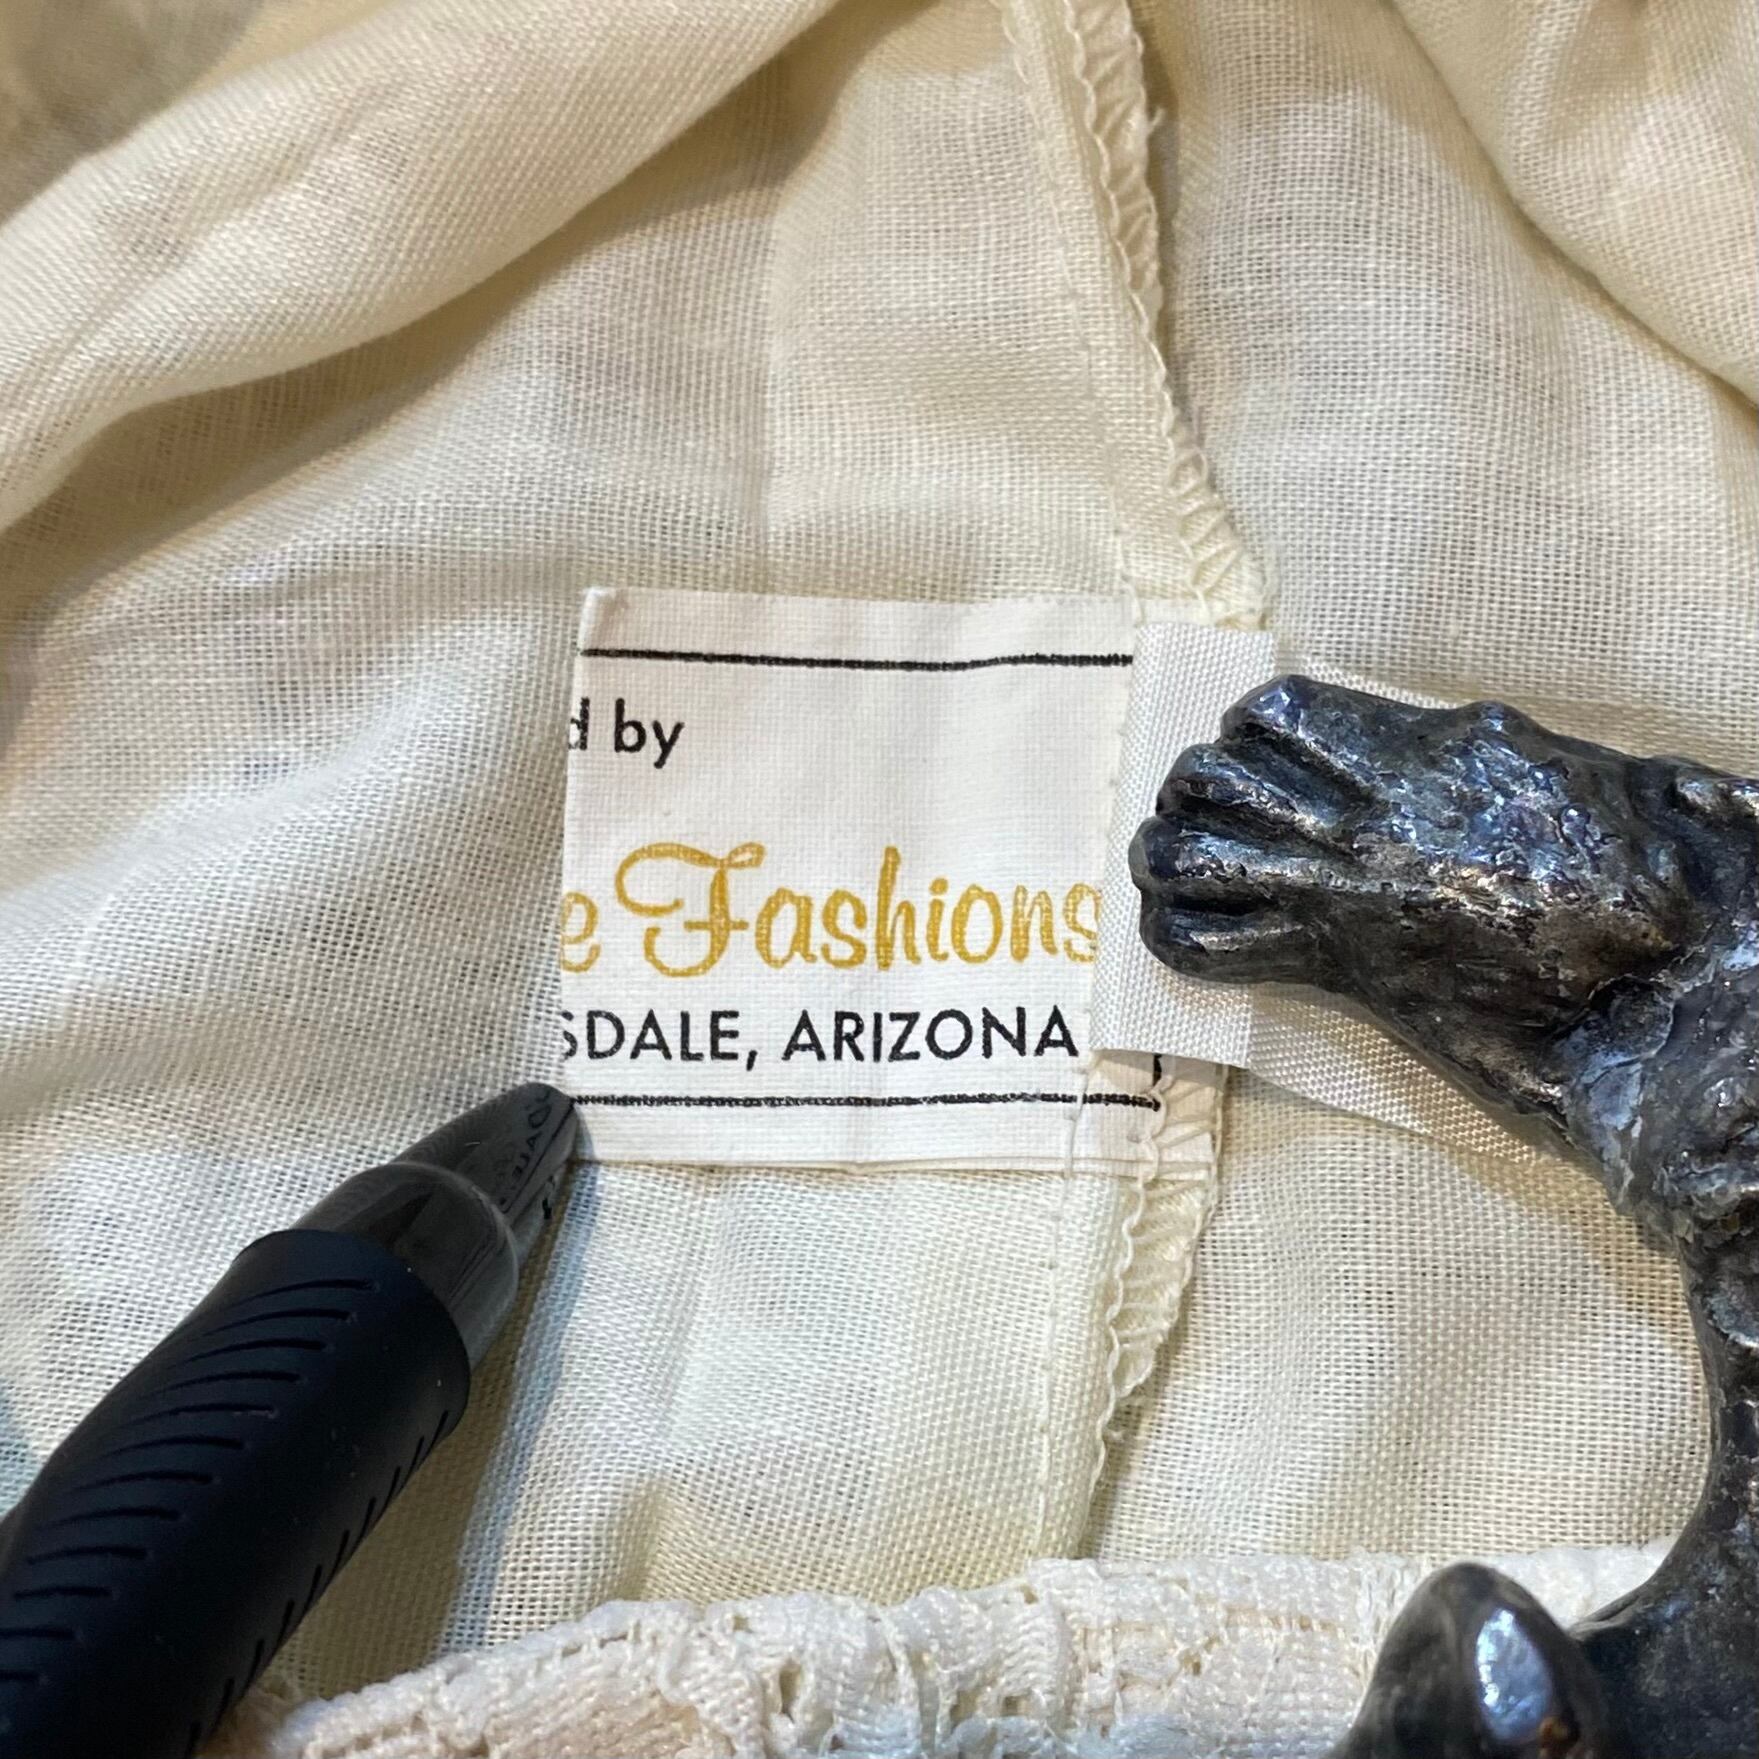 d by
e Fashions
SDALE, ARIZONA